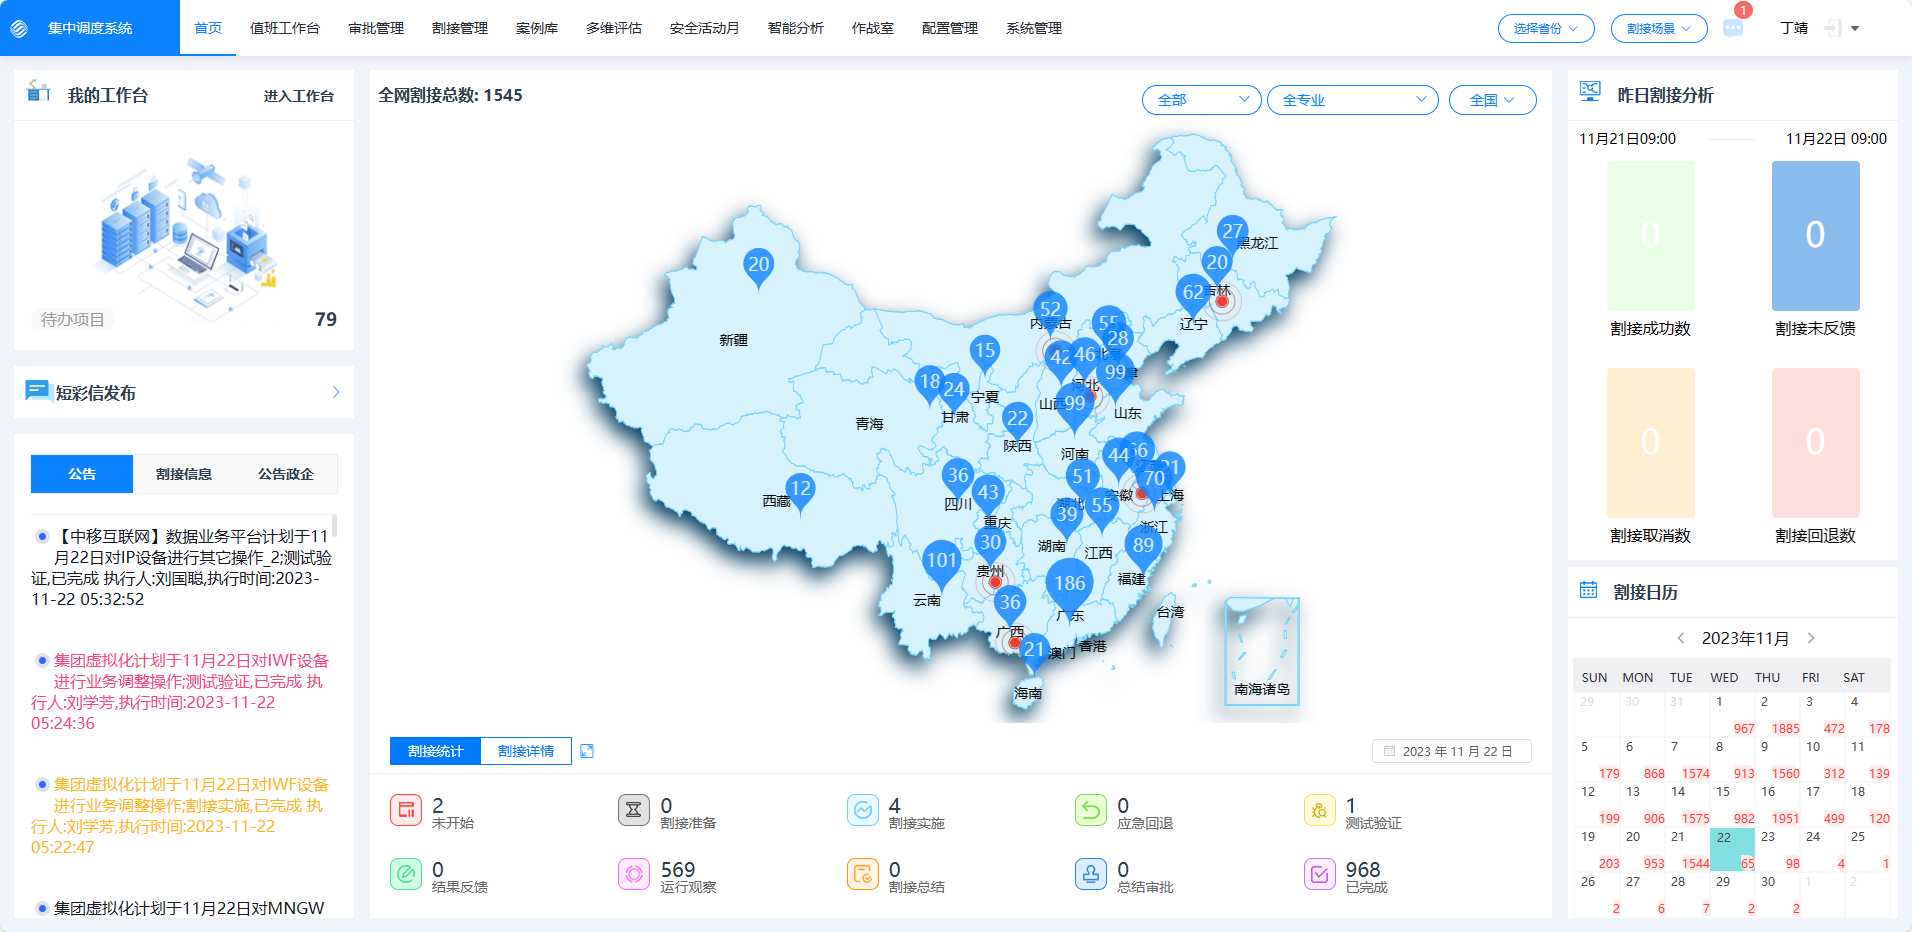 集中调度系统
首页 值班工作台 审批管理 割接管理 案例库 多维评估 安全活动月 智能分析 作战室 配置管理 系统管理
选择省份
割接场景
1
丁靖
我的工作台
进入工作台
待办项目
79
短彩信发布
公告 割接信息 公告政企
【中移互联网】数据业务平台计划于11
月22日对IP设备进行其它操作_2;测试验
证,已完成 执行人:刘国聪,执行时间:2023-
11-22 05:32:52
集团虚拟化计划于11月22日对IWF设备
进行业务调整操作;测试验证,已完成 执
行人:刘学芳,执行时间:2023-11-22
05:24:36
集团虚拟化计划于11月22日对IWF设备
进行业务调整操作;割接实施,已完成 执
行人:刘学芳,执行时间:2023-11-22
05:22:47
集团虚拟化计划于11月22日对MNGW
全网割接总数: 1545
全部
全专业
全国
27
黑龙江
20
吉林
62
辽宁
20
新疆
52
内蒙古
55
28
42
46
15
宁夏
99
河北
18
24
甘肃
青海
山西
99
山东
22
陕西
河南
44
36
四川
43
重庆
51
70
安徽
上海
12
西藏
39
55
浙江
30
贵州
湖南
江西
89
福建
101
云南
186
广东
36
广西
台湾
21
澳门
香港
海南
南海诸岛
割接统计 割接详情
2023 年 11 月 22 日
2
未开始
0
割接准备
4
割接实施
0
应急回退
1
测试验证
0
结果反馈
569
运行观察
0
割接总结
0
总结审批
968
已完成
昨日割接分析
11月21日09:00
11月22日 09:00
0
割接成功数
0
割接未反馈
0
割接取消数
0
割接回退数
割接日历
2023年11月
SUN MON TUE WED THU FRI SAT
29 30 31 1 2 3 4
967 1885 472 178
5 6 7 8 9 10 11
179 868 1574 913 1560 312 139
12 13 14 15 16 17 18
199 906 1575 982 1951 499 120
19 20 21 22 23 24 25
203 953 1544 65 98 4 1
26 27 28 29 30 1 2
2 6 7 2 2